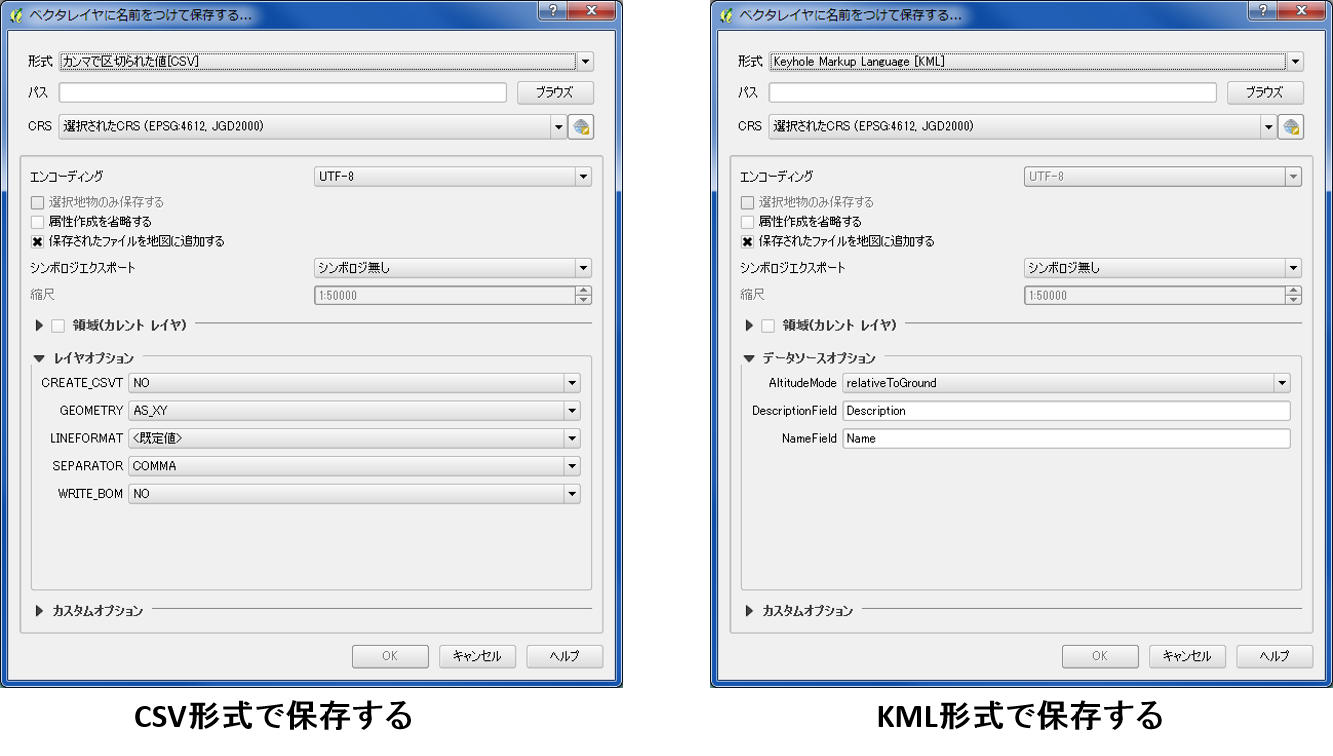 ベクタレイヤに名前をつけて保存する...
形式 カンマで区切られた値[CSV]
パス ブラウズ
CRS 選択されたCRS (EPSG:4612, JGD2000)
エンコーディング UTF-8
選択地物のみ保存する
属性作成を省略する
保存されたファイルを地図に追加する
シンボロジエクスポート シンボロジ無し
縮尺 1:50000
領域(カレント レイヤ)
レイヤオプション
CREATE_CSVT NO
GEOMETRY AS_XY
LINEFORMAT <既定値>
SEPARATOR COMMA
WRITE_BOM NO
カスタムオプション
OK キャンセル ヘルプ
CSV形式で保存する
ベクタレイヤに名前をつけて保存する...
形式 Keyhole Markup Language [KML]
パス ブラウズ
CRS 選択されたCRS (EPSG:4612, JGD2000)
エンコーディング UTF-8
選択地物のみ保存する
属性作成を省略する
保存されたファイルを地図に追加する
シンボロジエクスポート シンボロジ無し
縮尺 1:50000
領域(カレント レイヤ)
データソースオプション
AltitudeMode relativeToGround
DescriptionField Description
NameField Name
カスタムオプション
OK キャンセル ヘルプ
KML形式で保存する